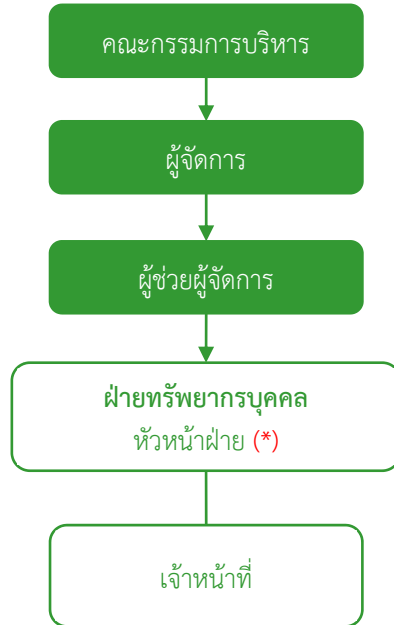 คณะกรรมการบริหาร
ผู้จัดการ
ผู้ช่วยผู้จัดการ
ฝ่ายทรัพยากรบุคคล
หัวหน้าฝ่าย (*)
เจ้าหน้าที่